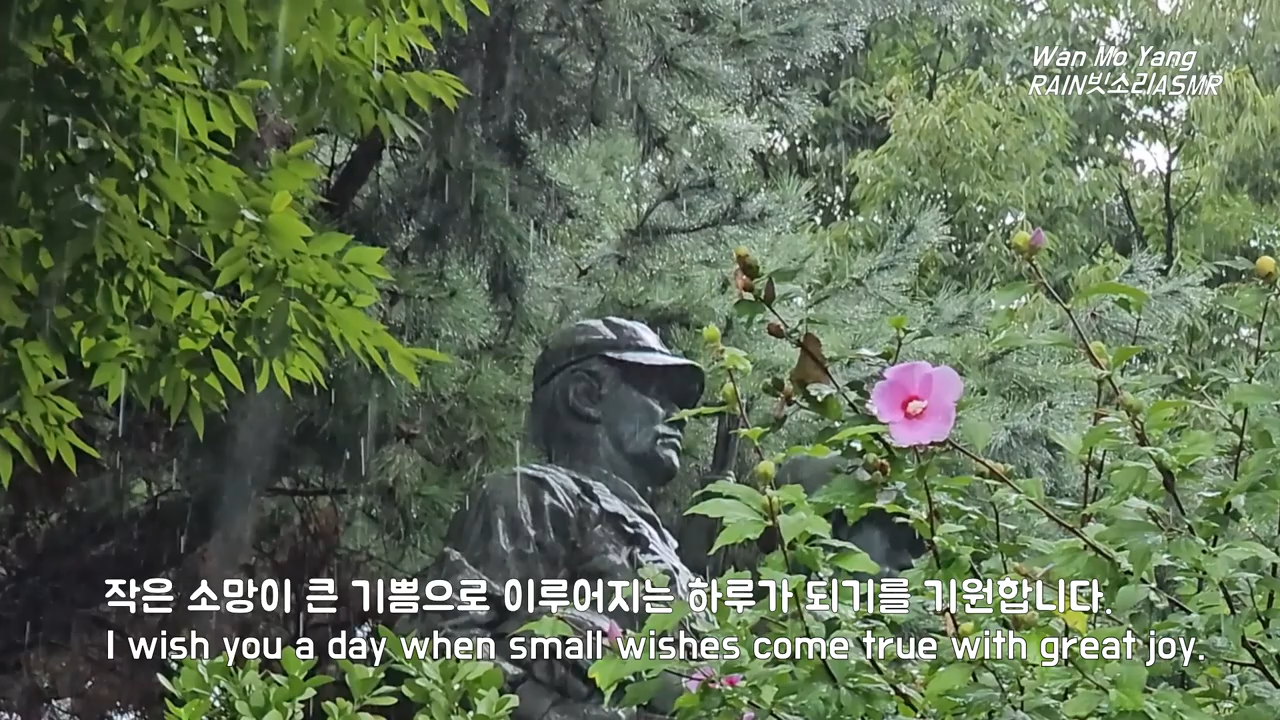 Wan Mo Yang
RAIN빗소리ASMR
작은 소망이 큰 기쁨으로 이루어지는 하루가 되기를 기원합니다.
I wish you a day when small wishes come true with great joy.